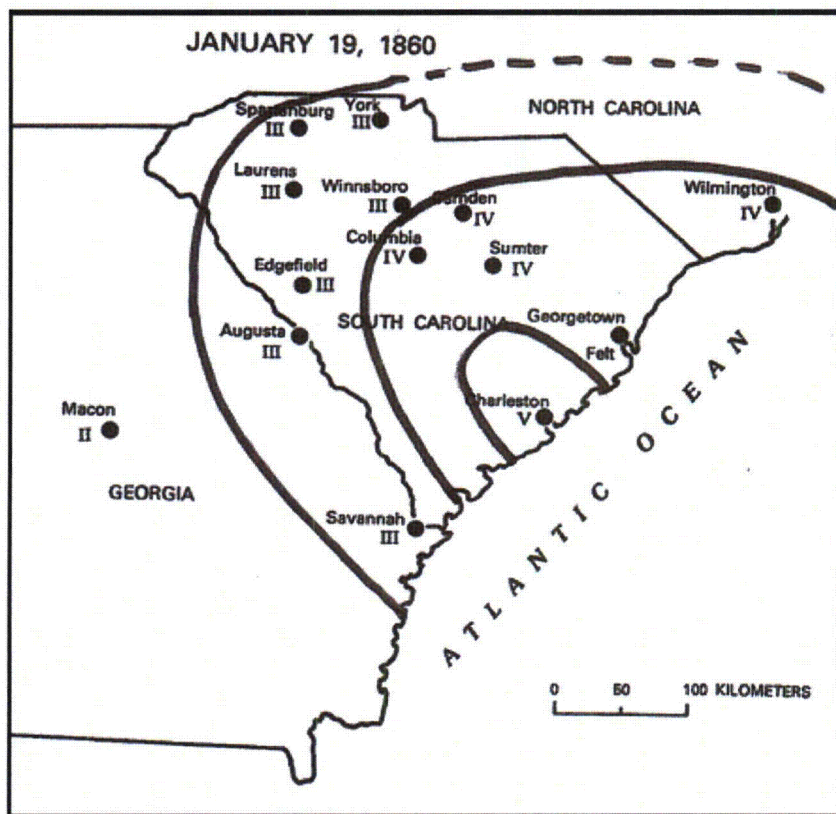 JANUARY 19, 1860
NORTH CAROLINA
Spartanburg
III
York
III
Laurens
III
Winnsboro
III
Camden
IV
Wilmington
IV
Columbia
IV
Sumter
IV
Edgefield
III
SOUTH CAROLINA
Georgetown
Felt
Augusta
III
Charleston
V
Macon
II
GEORGIA
Savannah
III
ATLANTIC OCEAN
0 50 100 KILOMETERS